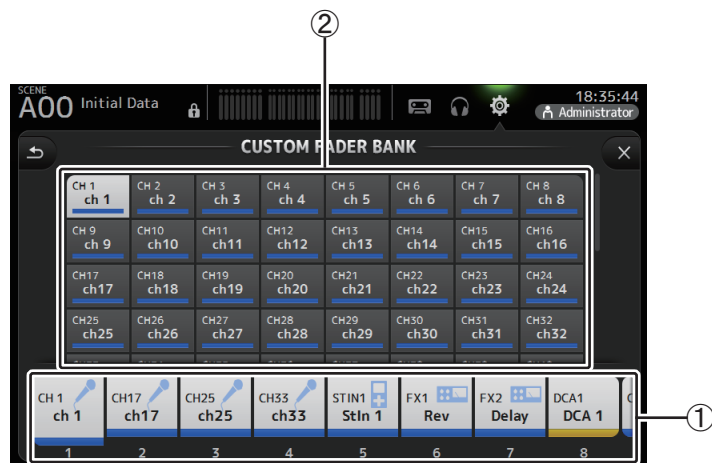 ②
SCENE
A00 Initial Data
18:35:44
Administrator
CUSTOM FADER BANK
CH 1 CH 2 CH 3 CH 4 CH 5 CH 6 CH 7 CH 8
ch 1 ch 2 ch 3 ch 4 ch 5 ch 6 ch 7 ch 8
CH 9 CH10 CH11 CH12 CH13 CH14 CH15 CH16
ch 9 ch10 ch11 ch12 ch13 ch14 ch15 ch16
CH17 CH18 CH19 CH20 CH21 CH22 CH23 CH24
ch17 ch18 ch19 ch20 ch21 ch22 ch23 ch24
CH25 CH26 CH27 CH28 CH29 CH30 CH31 CH32
ch25 ch26 ch27 ch28 ch29 ch30 ch31 ch32
CH 1 CH17 CH25 CH33 STIN1 FX1 FX2 DCA1
ch 1 ch17 ch25 ch33 StIn 1 Rev Delay DCA 1
①
1 2 3 4 5 6 7 8